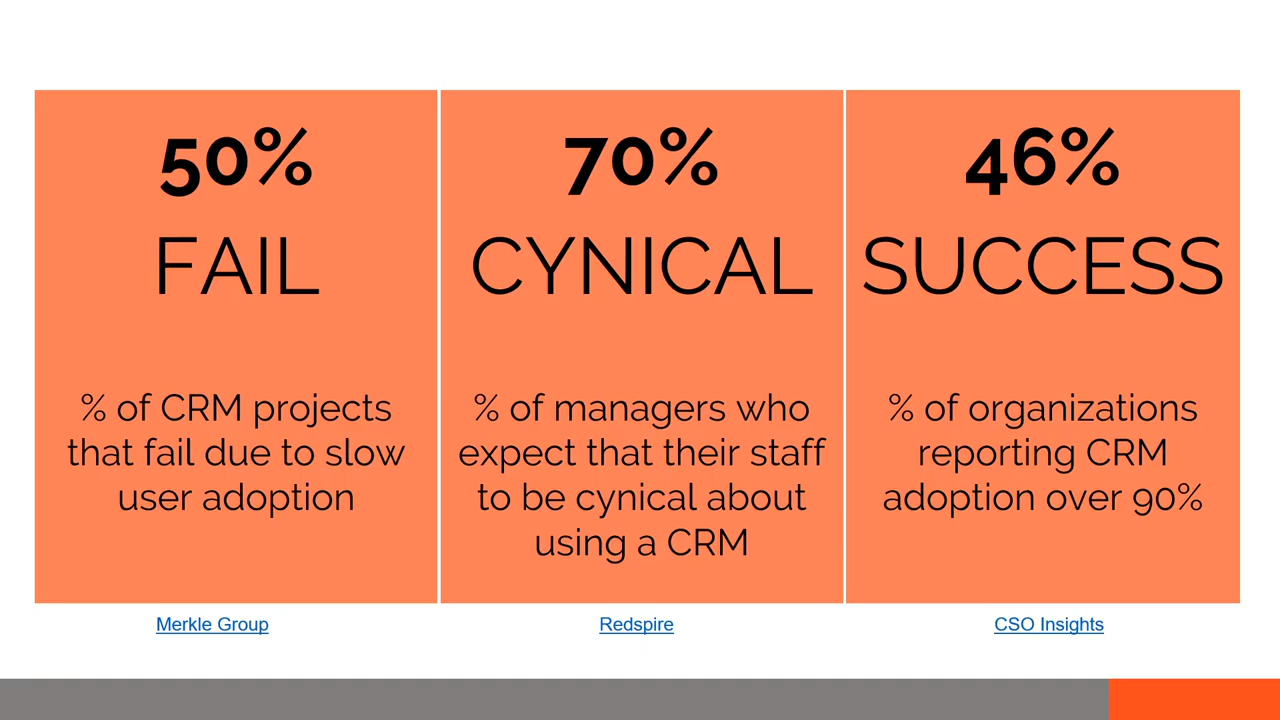 50%
FAIL
% of CRM projects
that fail due to slow
user adoption
70%
CYNICAL
% of managers who
expect that their staff
to be cynical about
using a CRM
46%
SUCCESS
% of organizations
reporting CRM
adoption over 90%
Merkle Group
Redspire
CSO Insights